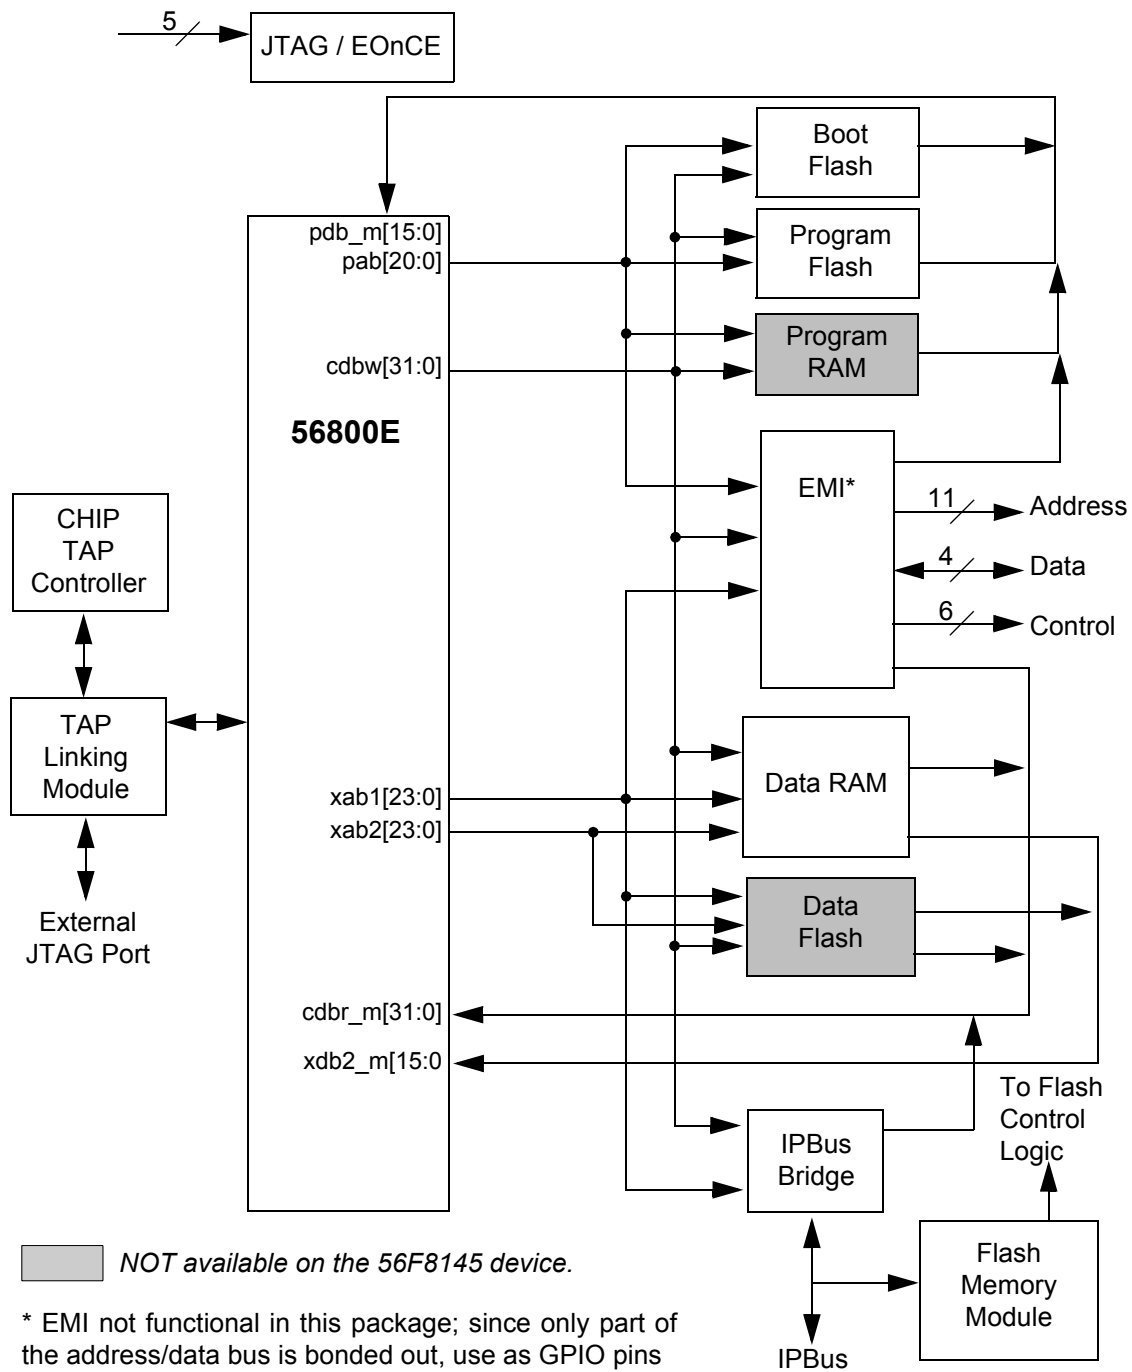 5
JTAG / EOnCE
Boot
Flash
pdb_m[15:0]
pab[20:0]
Program
Flash
cdbw[31:0]
Program
RAM
56800E
EMI*
11
Address
4
Data
6
Control
CHIP
TAP
Controller
TAP
Linking
Module
External
JTAG Port
xab1[23:0]
xab2[23:0]
Data RAM
Data
Flash
cdbr_m[31:0]
xdb2_m[15:0
To Flash
Control
Logic
IPBus
Bridge
Flash
Memory
Module
IPBus
NOT available on the 56F8145 device.
* EMI not functional in this package; since only part of
the address/data bus is bonded out, use as GPIO pins